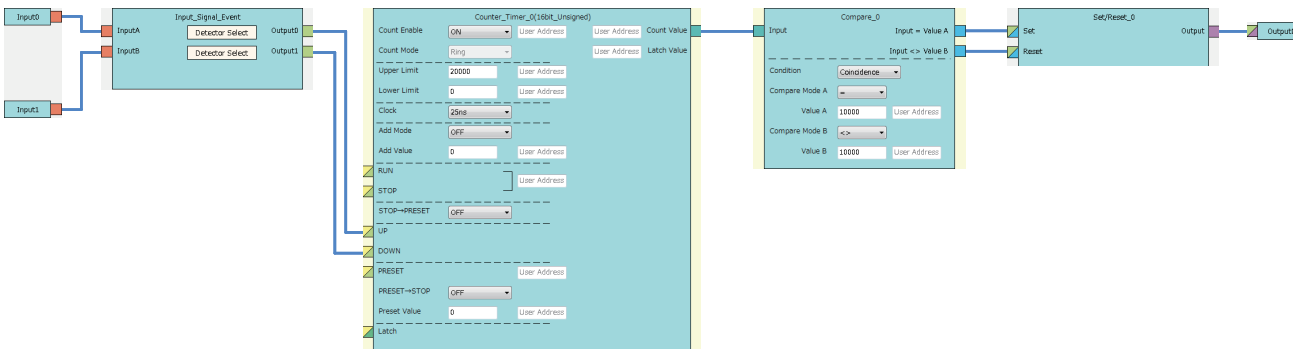 Input0
Input1
Input_Signal_Event
InputA Detector Select Output0
InputB Detector Select Output1
Counter_Timer_0(16bit_Unsigned)
Count Enable ON User Address User Address Count Value
Count Mode Ring User Address Latch Value
Upper Limit 20000 User Address
Lower Limit 0 User Address
Clock 25ns
Add Mode OFF
Add Value 0 User Address
RUN
User Address
STOP
STOP→PRESET OFF
UP
DOWN
PRESET User Address
PRESET→STOP OFF
Preset Value 0 User Address
Latch
Compare_0
Input Input = Value A
Input <> Value B
Condition Coincidence
Compare Mode A =
Value A 10000 User Address
Compare Mode B <>
Value B 10000 User Address
Set/Reset_0
Set Output
Reset